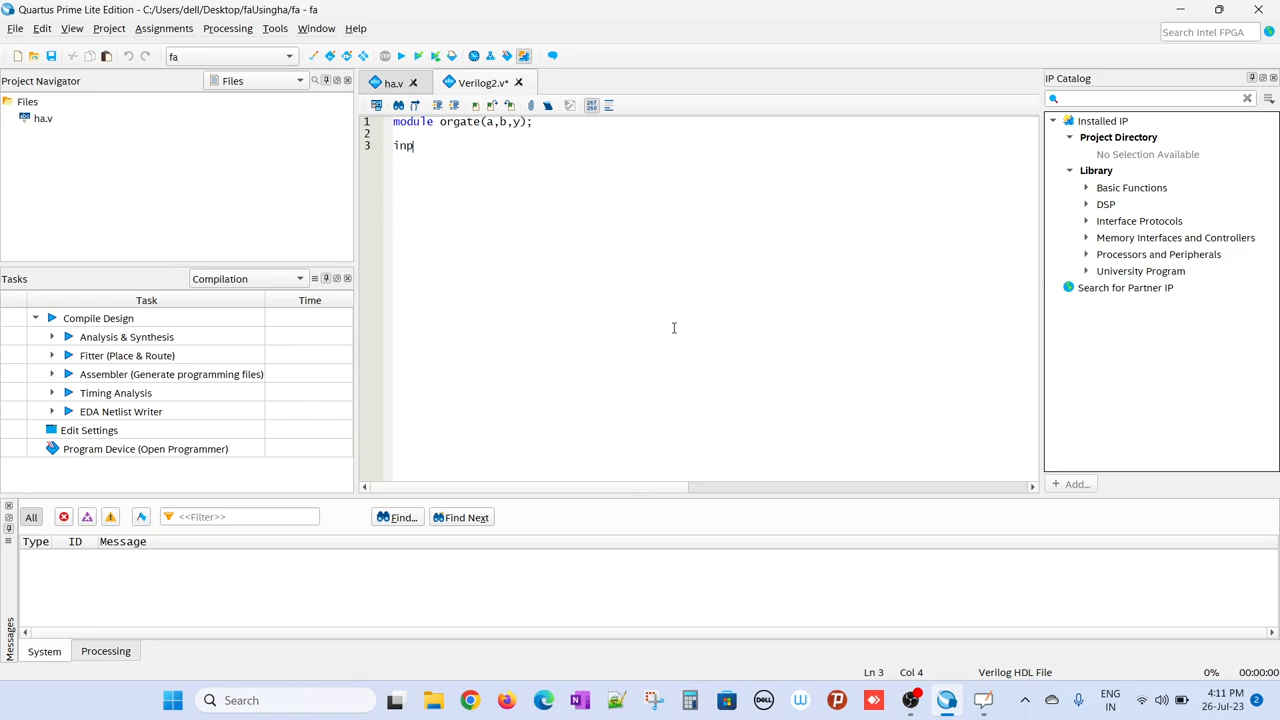 Quartus Prime Lite Edition - C:/Users/dell/Desktop/faUsingha/fa - fa
File Edit View Project Assignments Processing Tools Window Help
Search Intel FPGA
fa
Project Navigator Files
Files
ha.v
ha.v Verilog2.v*
1 module orgate(a,b,y);
2
3 inp
IP Catalog
Installed IP
Project Directory
No Selection Available
Library
Basic Functions
DSP
Interface Protocols
Memory Interfaces and Controllers
Processors and Peripherals
University Program
Search for Partner IP
+ Add...
Tasks Compilation
Task Time
Compile Design
Analysis & Synthesis
Fitter (Place & Route)
Assembler (Generate programming files)
Timing Analysis
EDA Netlist Writer
Edit Settings
Program Device (Open Programmer)
All <<Filter>> Find... Find Next
Type ID Message
Messages
System Processing
Ln 3 Col 4 Verilog HDL File 0% 00:00:00
Search
DELL
ENG
IN
4:11 PM
26-Jul-23
2